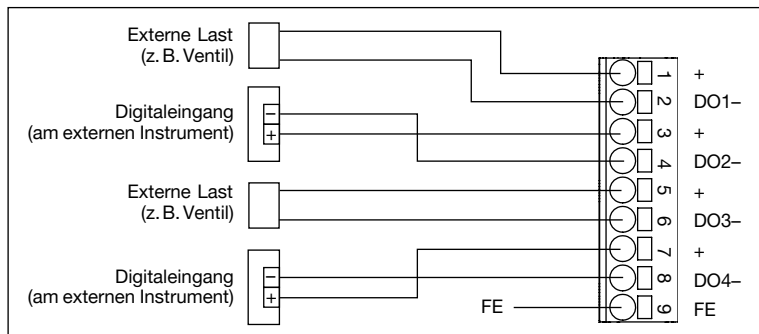 Externe Last
(z. B. Ventil)
Digitaleingang
(am externen Instrument)
−
+
Externe Last
(z. B. Ventil)
Digitaleingang
(am externen Instrument)
−
+
FE
1 +
2 DO1–
3 +
4 DO2–
5 +
6 DO3–
7 +
8 DO4–
9 FE